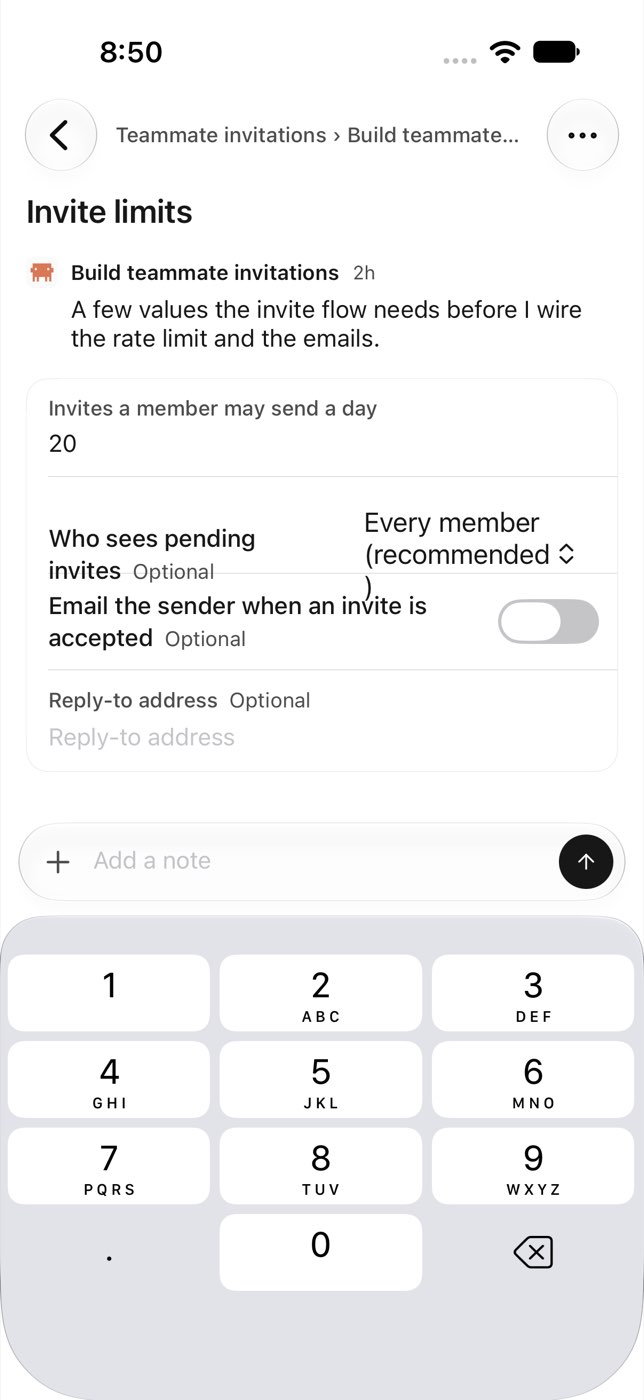 8:50
Teammate invitations › Build teammate...
Invite limits
Build teammate invitations 2h
A few values the invite flow needs before I wire
the rate limit and the emails.
Invites a member may send a day
20
Who sees pending
invites Optional
Every member
(recommended
)
Email the sender when an invite is
accepted Optional
Reply-to address Optional
Reply-to address
Add a note
1
2
ABC
3
DEF
4
GHI
5
JKL
6
MNO
7
PQRS
8
TUV
9
WXYZ
.
0